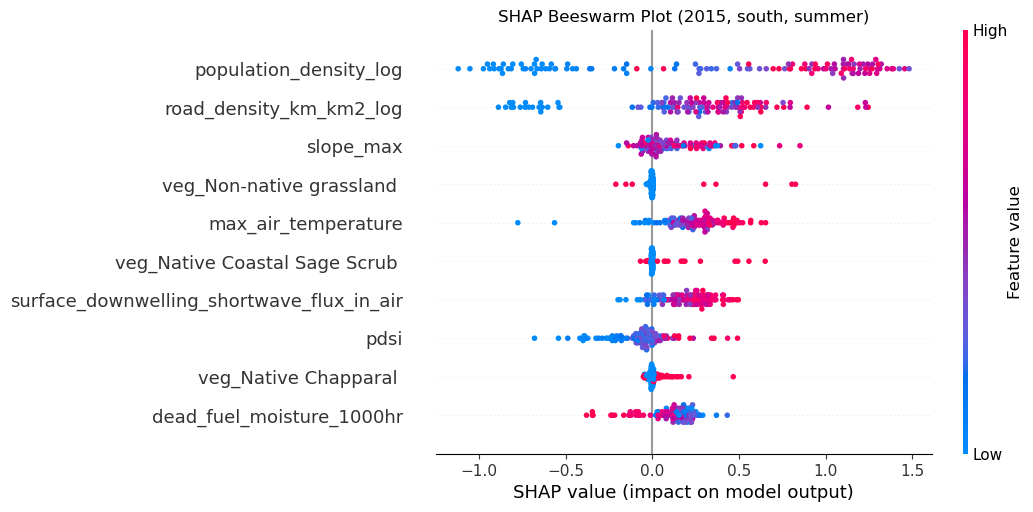 SHAP Beeswarm Plot (2015, south, summer)
High
population_density_log
road_density_km_km2_log
slope_max
veg_Non-native grassland
max_air_temperature
veg_Native Coastal Sage Scrub
surface_downwelling_shortwave_flux_in_air
pdsi
veg_Native Chapparal
dead_fuel_moisture_1000hr
Feature value
Low
−1.0 −0.5 0.0 0.5 1.0 1.5
SHAP value (impact on model output)